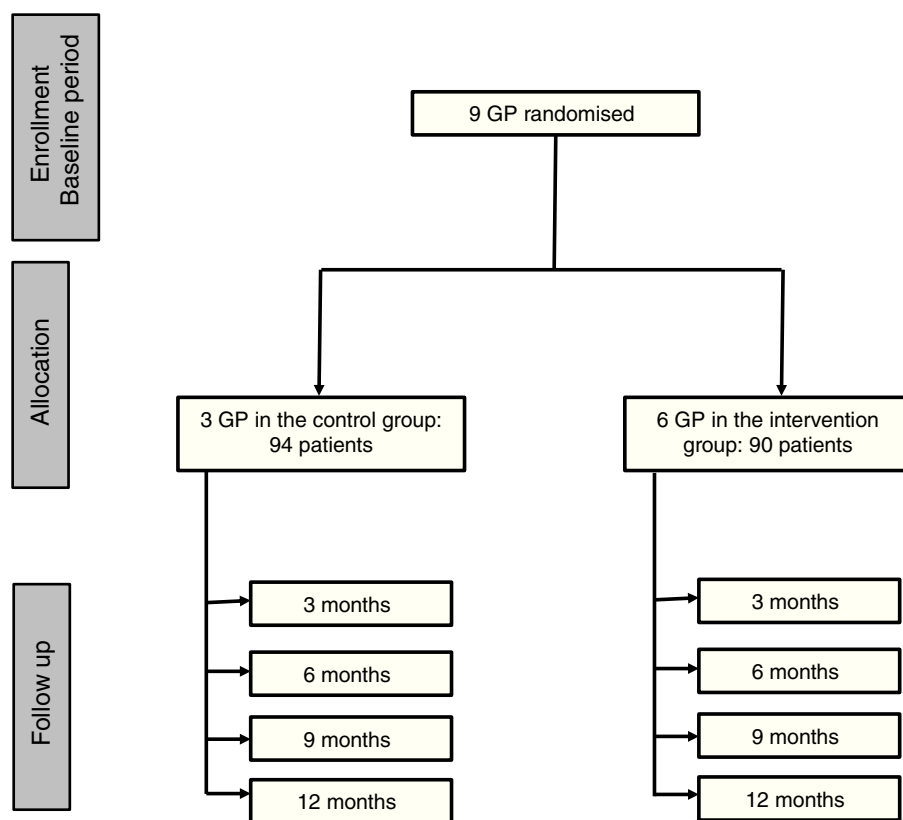 Enrollment
Baseline period
9 GP randomised
Allocation
3 GP in the control group:
94 patients
6 GP in the intervention
group: 90 patients
Follow up
3 months
6 months
9 months
12 months
3 months
6 months
9 months
12 months